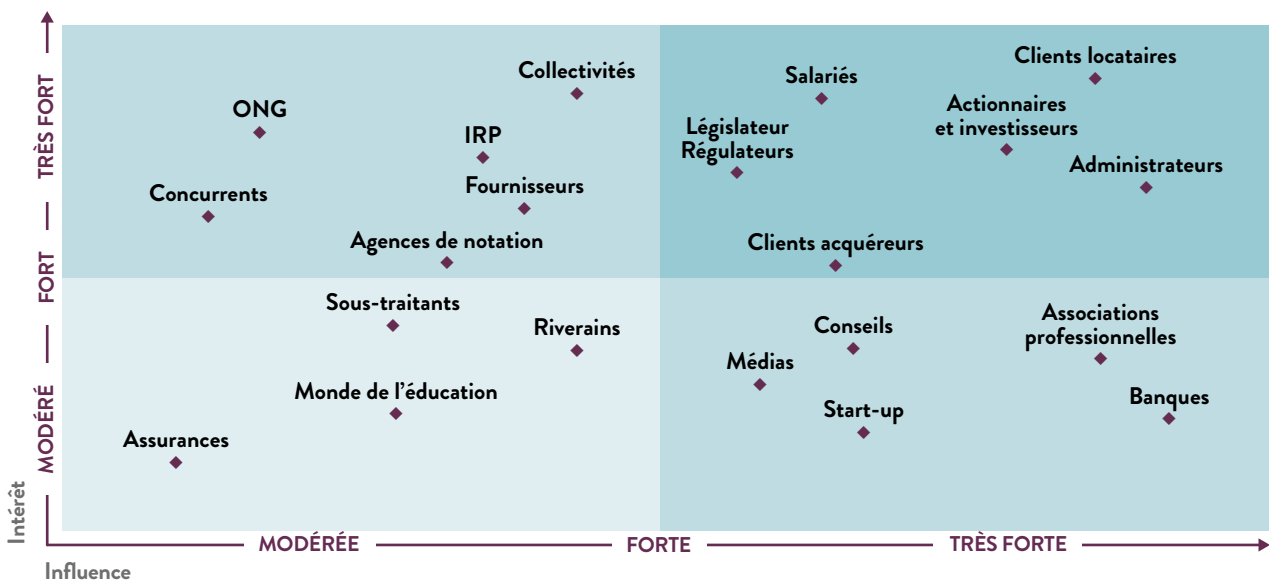 Clients locataires
Collectivités
Salariés
ONG
Actionnaires
et investisseurs
IRP
Législateur
Régulateurs
Administrateurs
Fournisseurs
Concurrents
Agences de notation
Clients acquéreurs
Sous-traitants
Riverains
Conseils
Associations
professionnelles
Médias
Monde de l’éducation
Start-up
Banques
Assurances
TRÈS FORT
FORT
MODÉRÉ
Intérêt
MODÉRÉE
FORTE
TRÈS FORTE
Influence